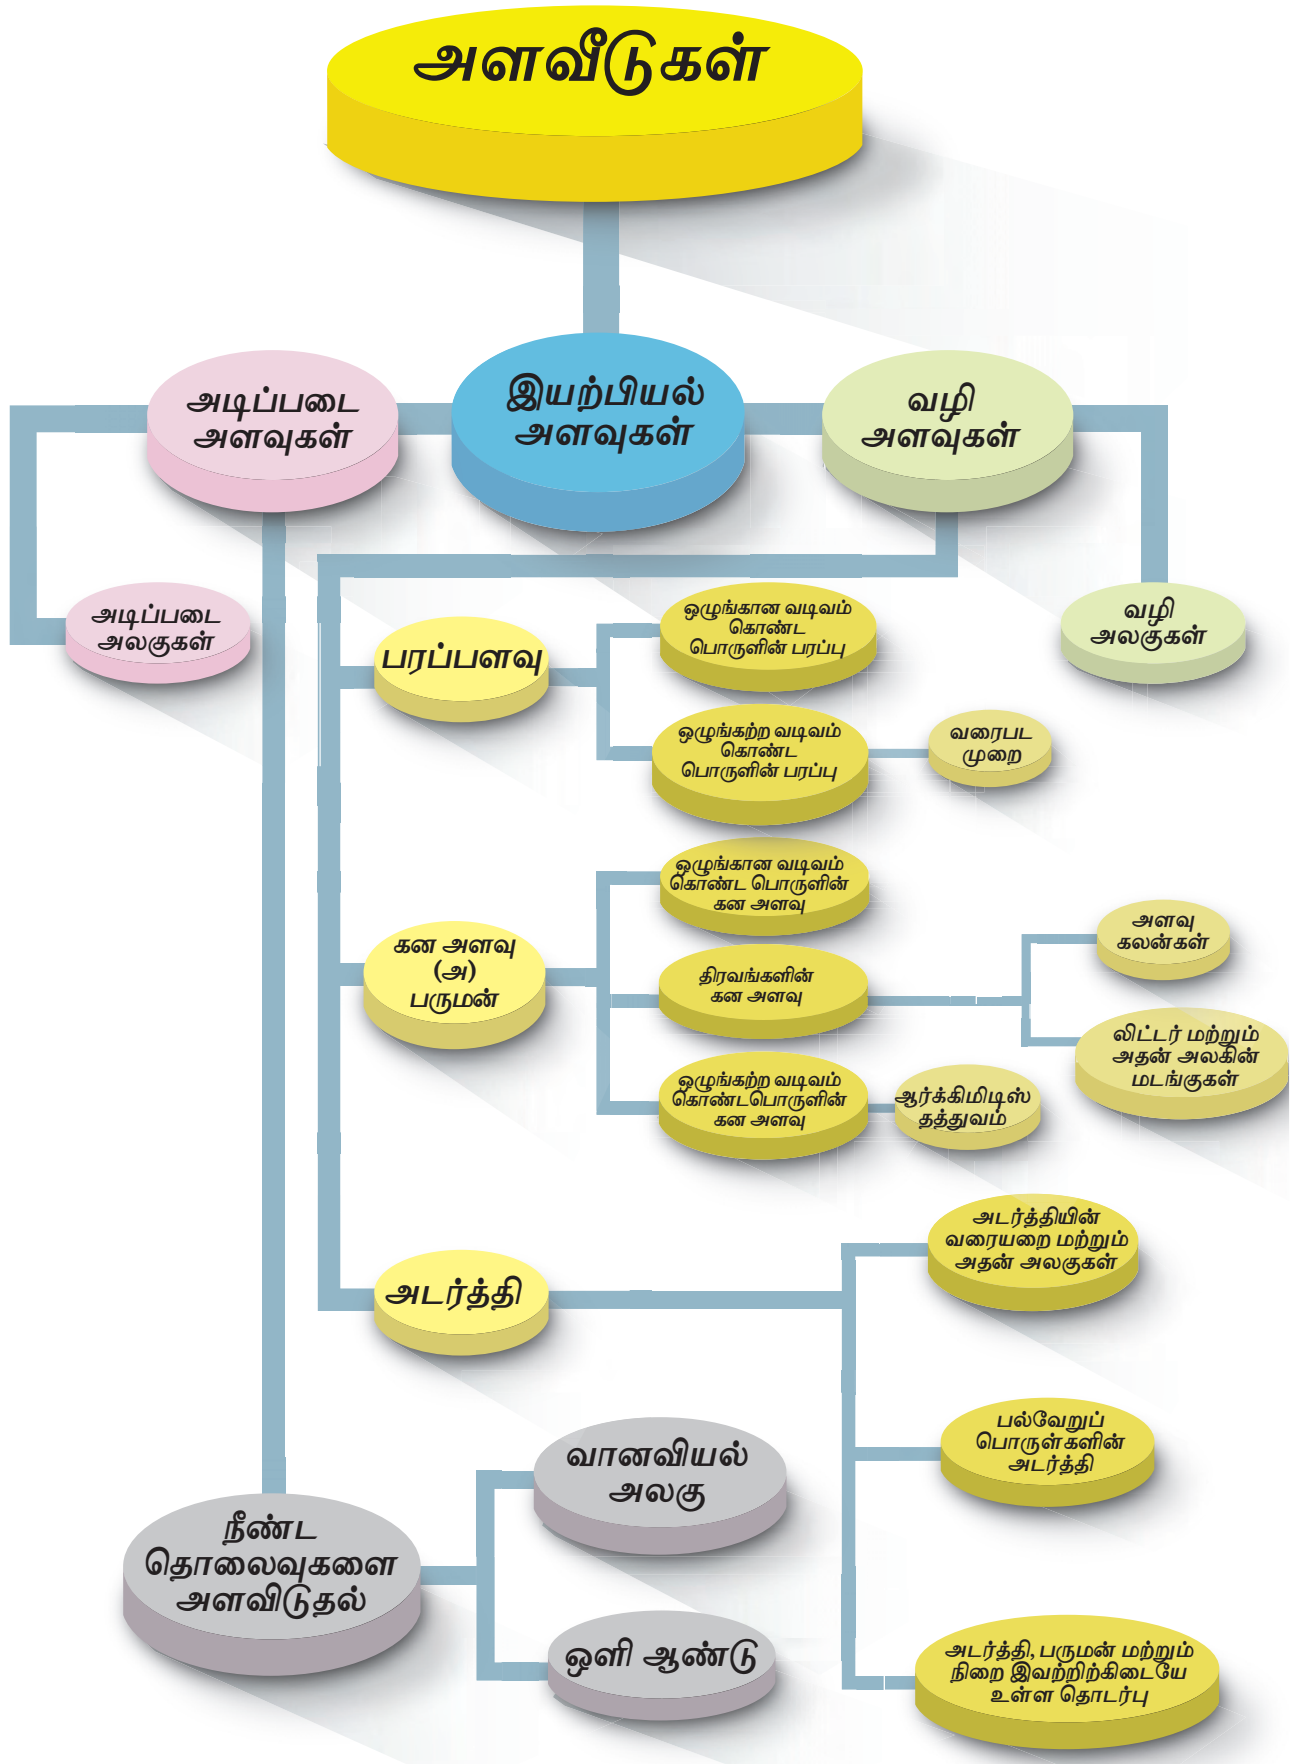 அளவீடுகள்
அடிப்படை
அளவுகள்
இயற்பியல்
அளவுகள்
வழி
அளவுகள்
அடிப்படை
அலகுகள்
பரப்பளவு
ஒழுங்கான வடிவம்
கொண்ட
பொருளின் பரப்பு
வழி
அலகுகள்
ஒழுங்கற்ற வடிவம்
கொண்ட
பொருளின் பரப்பு
வரைபட
முறை
கன அளவு
(அ)
பருமன்
ஒழுங்கான வடிவம்
கொண்ட பொருளின்
கன அளவு
திரவங்களின்
கன அளவு
அளவு
கலன்கள்
லிட்டர் மற்றும்
அதன் அலகின்
மடங்குகள்
ஒழுங்கற்ற வடிவம்
கொண்டபொருளின்
கன அளவு
ஆர்க்கிமிடிஸ்
தத்துவம்
அடர்த்தி
அடர்த்தியின்
வரையறை மற்றும்
அதன் அலகுகள்
பல்வேறுப்
பொருள்களின்
அடர்த்தி
அடர்த்தி, பருமன் மற்றும்
நிறை இவற்றிற்கிடையே
உள்ள தொடர்பு
நீண்ட
தொலைவுகளை
அளவிடுதல்
வானவியல்
அலகு
ஒளி ஆண்டு